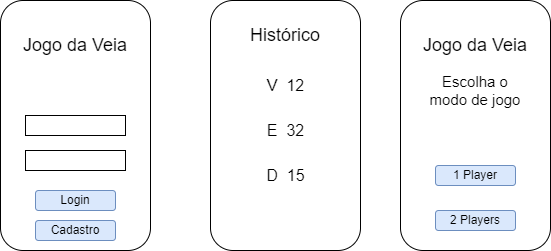 Jogo da Veia
Login
Cadastro
Histórico
V 12
E 32
D 15
Jogo da Veia
Escolha o
modo de jogo
1 Player
2 Players